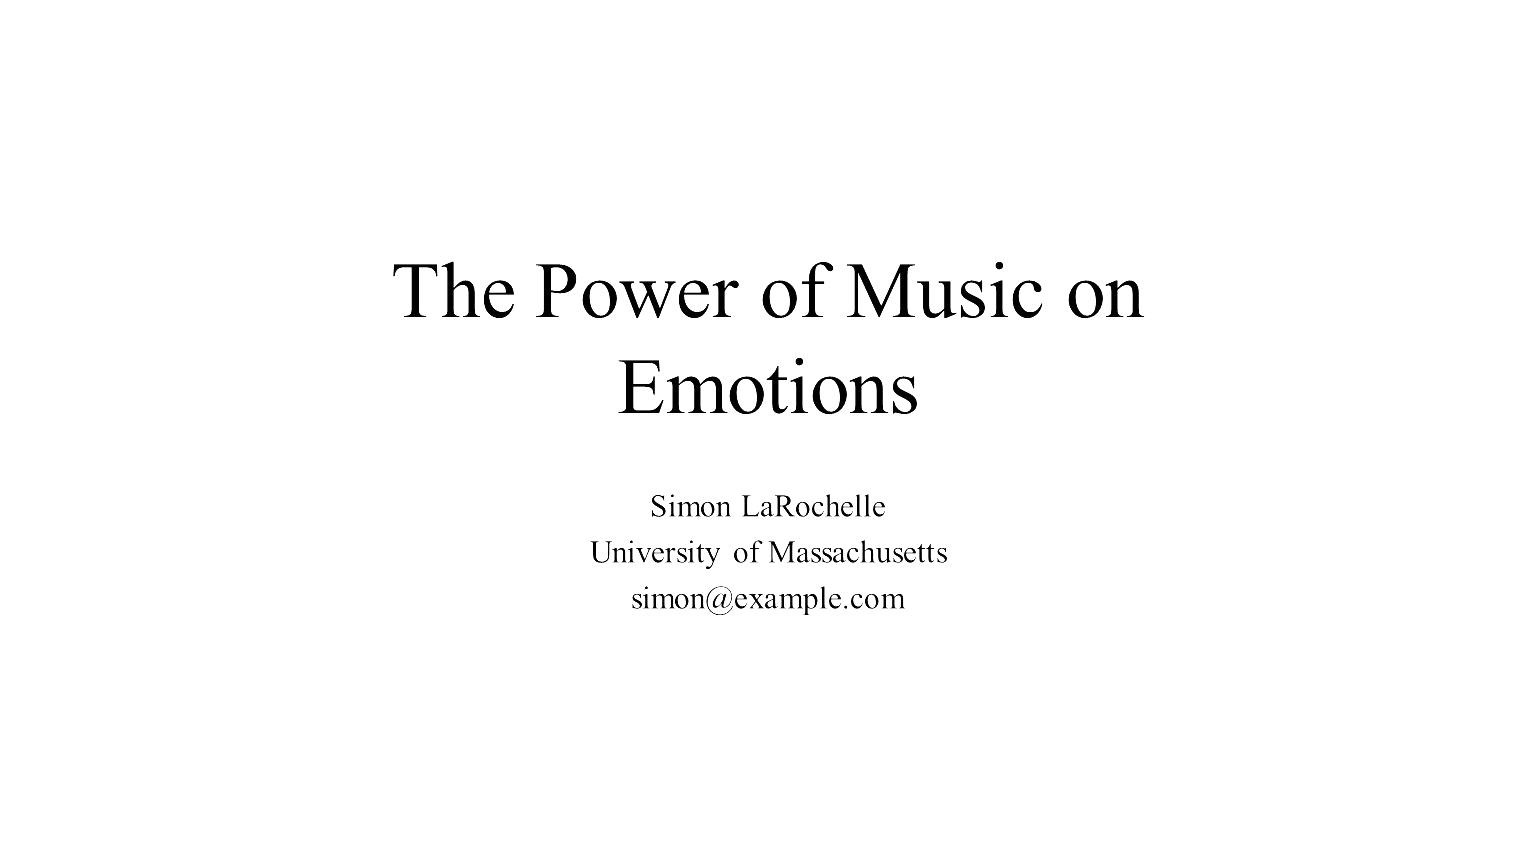 The Power of Music on
Emotions
Simon LaRochelle
University of Massachusetts
simon@example.com